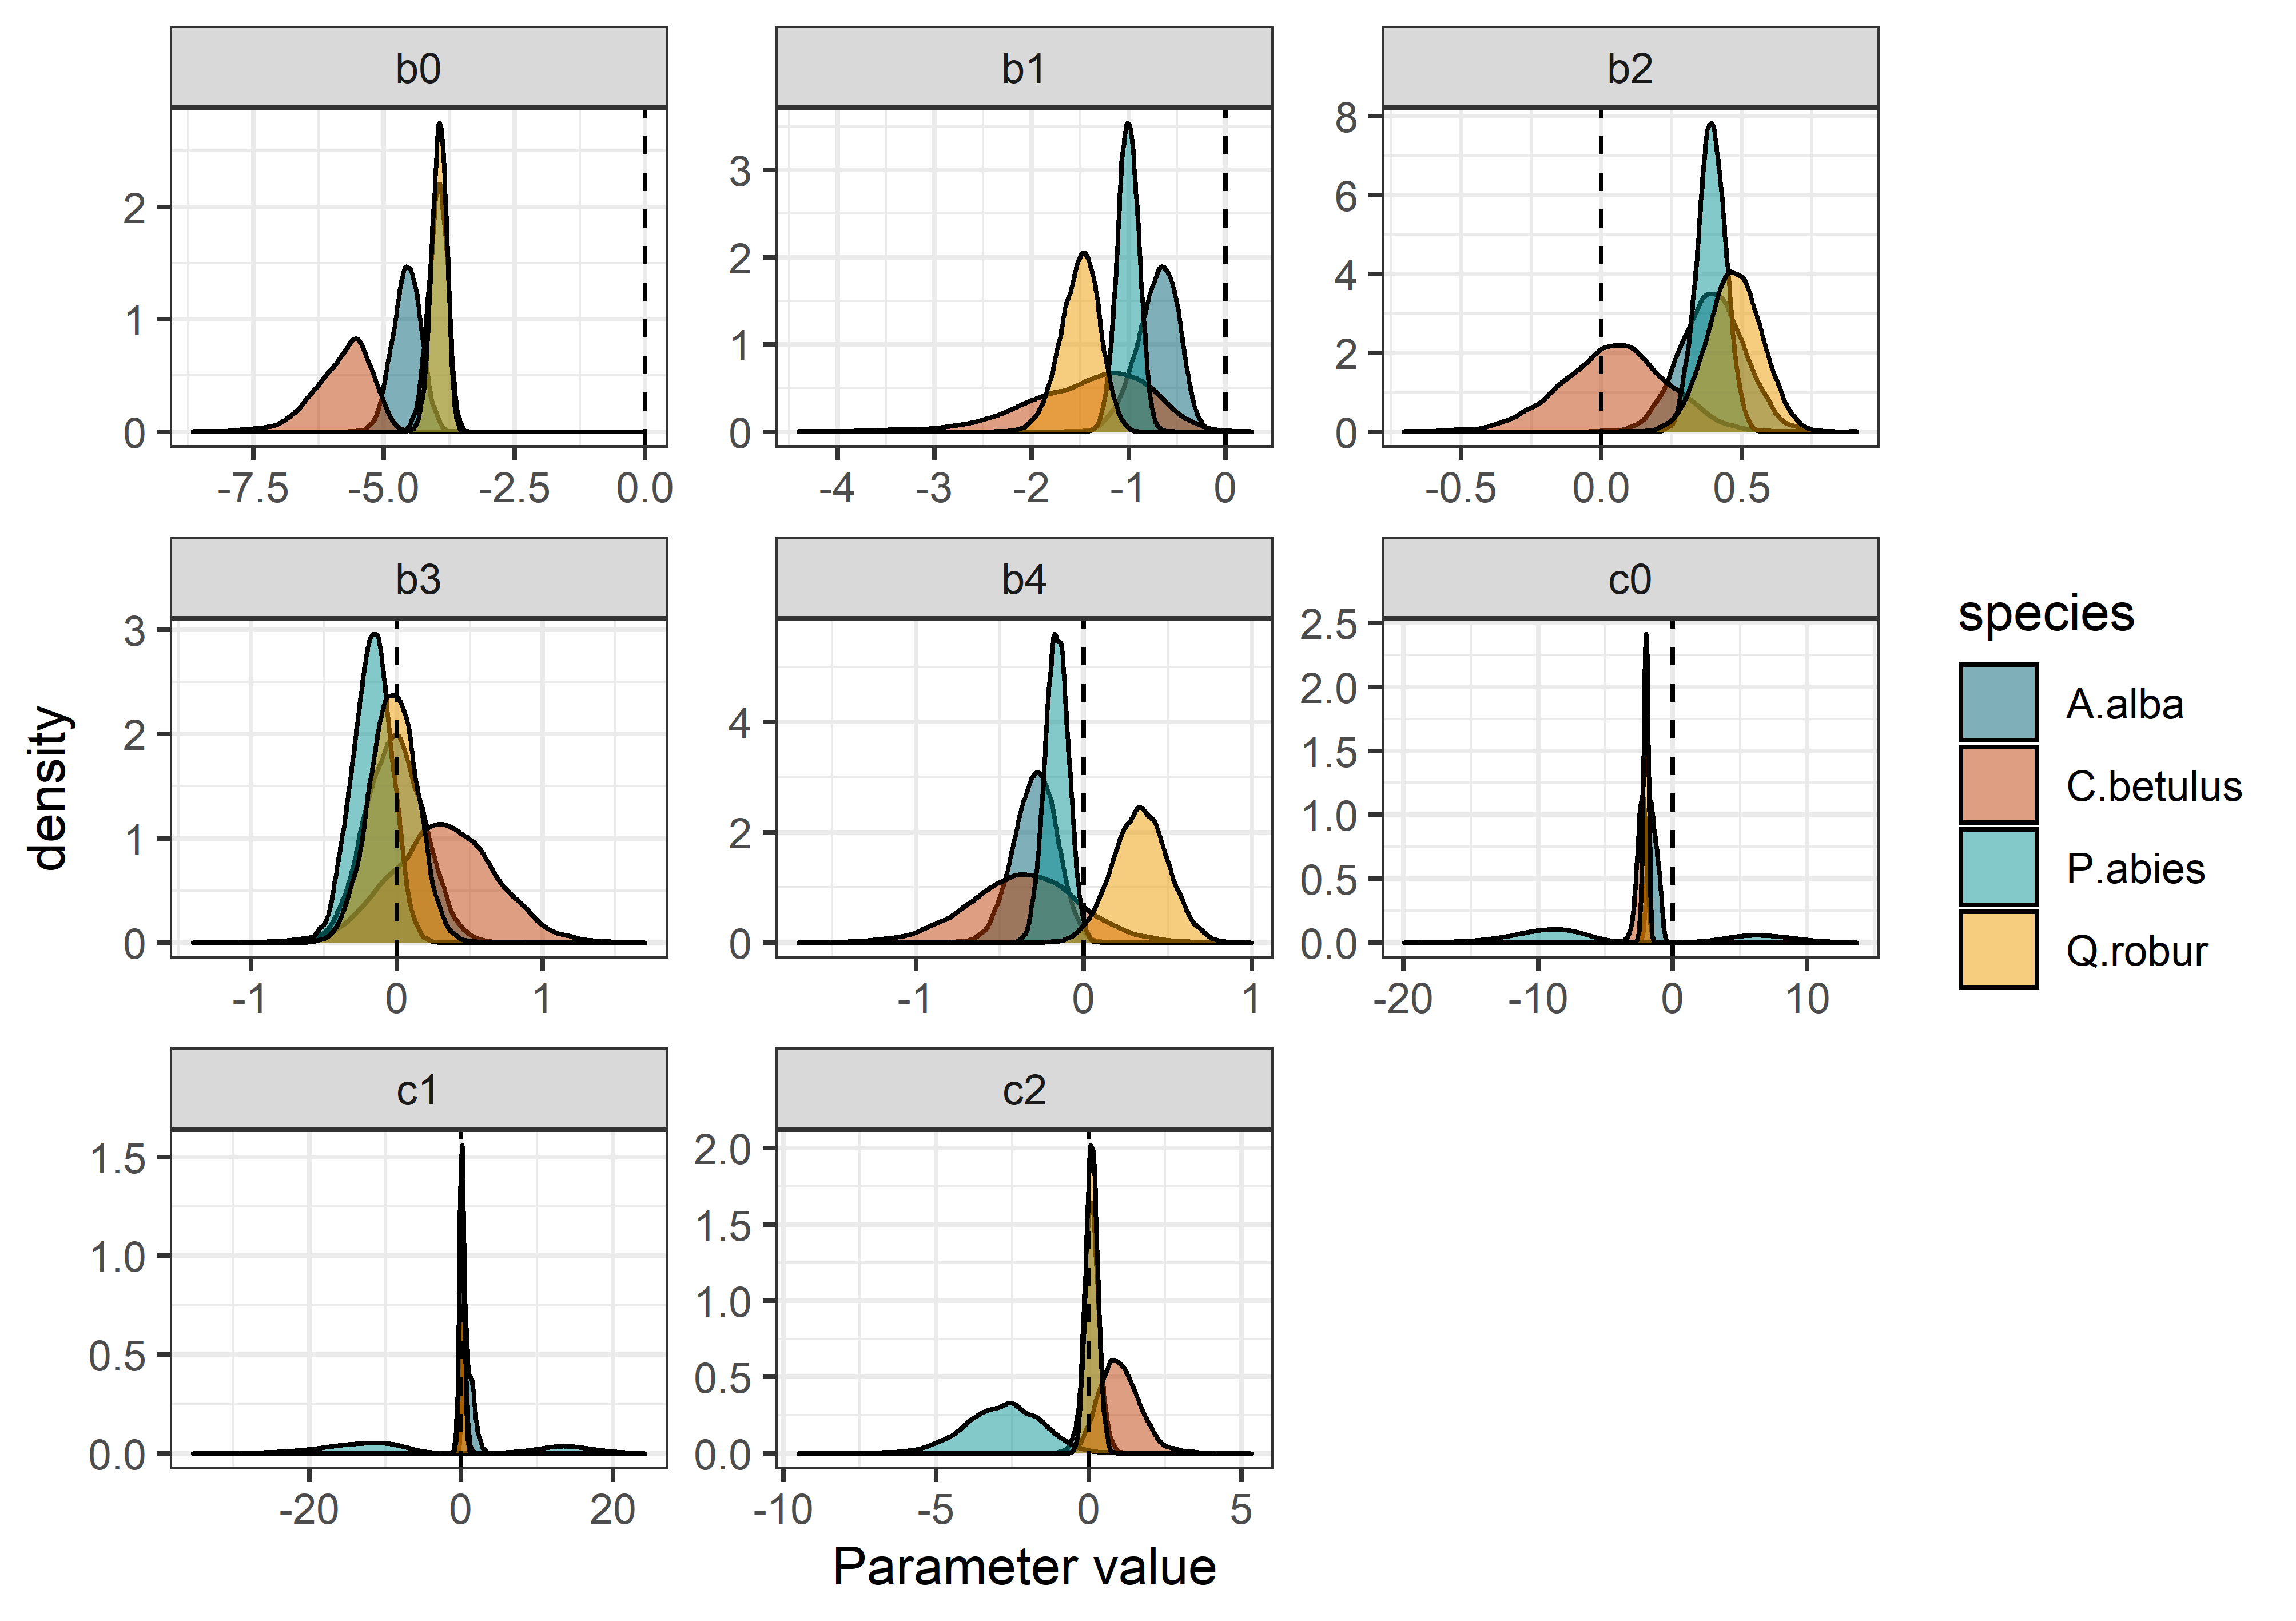 b0 b1 b2
2 1 0
3 2 1 0
8 6 4 2 0
-7.5 -5.0 -2.5 0.0
-4 -3 -2 -1 0
-0.5 0.0 0.5
b3 b4 c0
3 2 1 0
4 2 0
2.5 2.0 1.5 1.0 0.5 0.0
-1 0 1
-1 0 1
-20 -10 0 10
c1 c2
1.5 1.0 0.5 0.0
2.0 1.5 1.0 0.5 0.0
-20 0 20
-10 -5 0 5
density
Parameter value
species
A.alba
C.betulus
P.abies
Q.robur